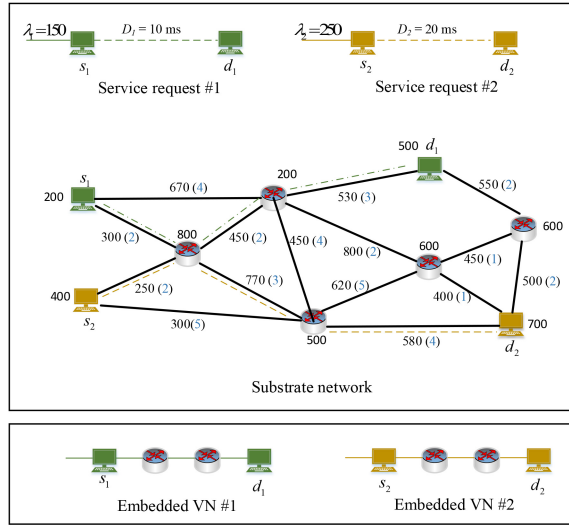 λ₁=150 D₁ = 10 ms
s₁ d₁
Service request #1
λ₂=250 D₂ = 20 ms
s₂ d₂
Service request #2
500 d₁
s₁
200
670 (4)
200
530 (3)
550 (2)
300 (2)
800
450 (2)
450 (4)
800 (2)
600
450 (1)
600
400
250 (2)
770 (3)
620 (5)
400 (1)
500 (2)
s₂
300(5)
500
580 (4)
700
d₂
Substrate network
s₁ d₁
Embedded VN #1
s₂ d₂
Embedded VN #2